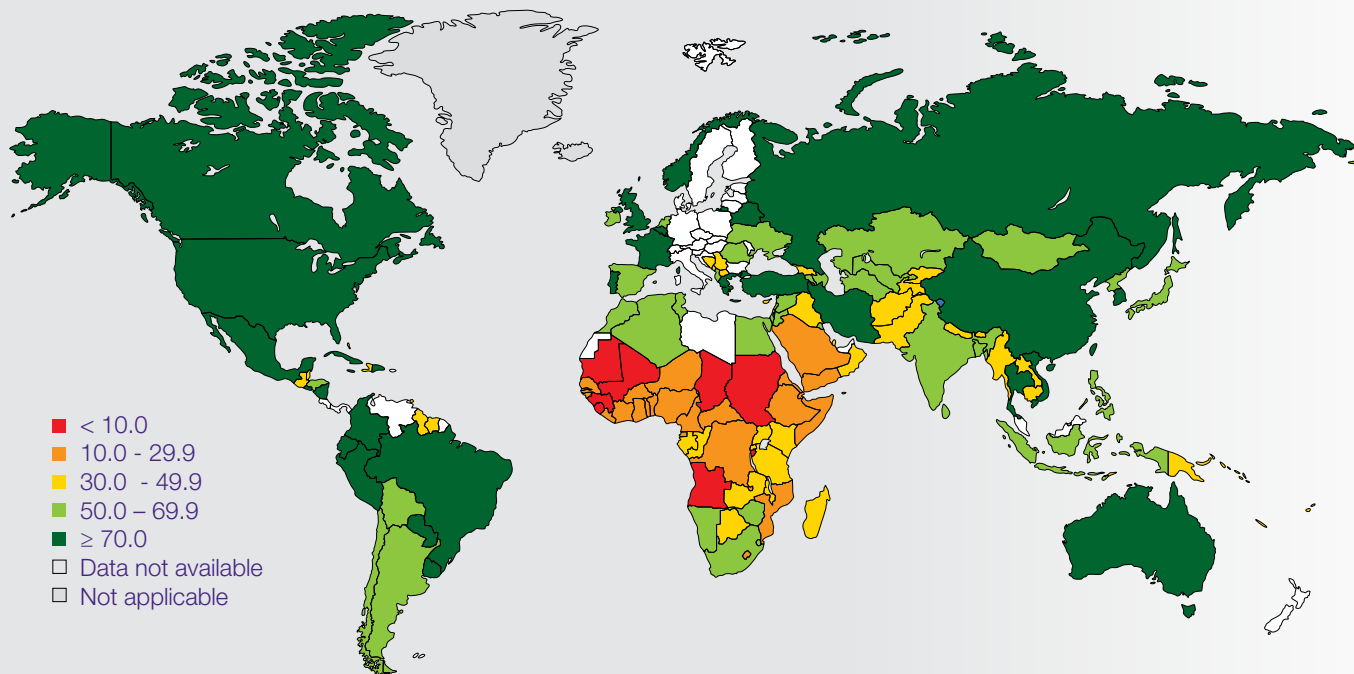 < 10.0
10.0 - 29.9
30.0 - 49.9
50.0 – 69.9
≥ 70.0
Data not available
Not applicable